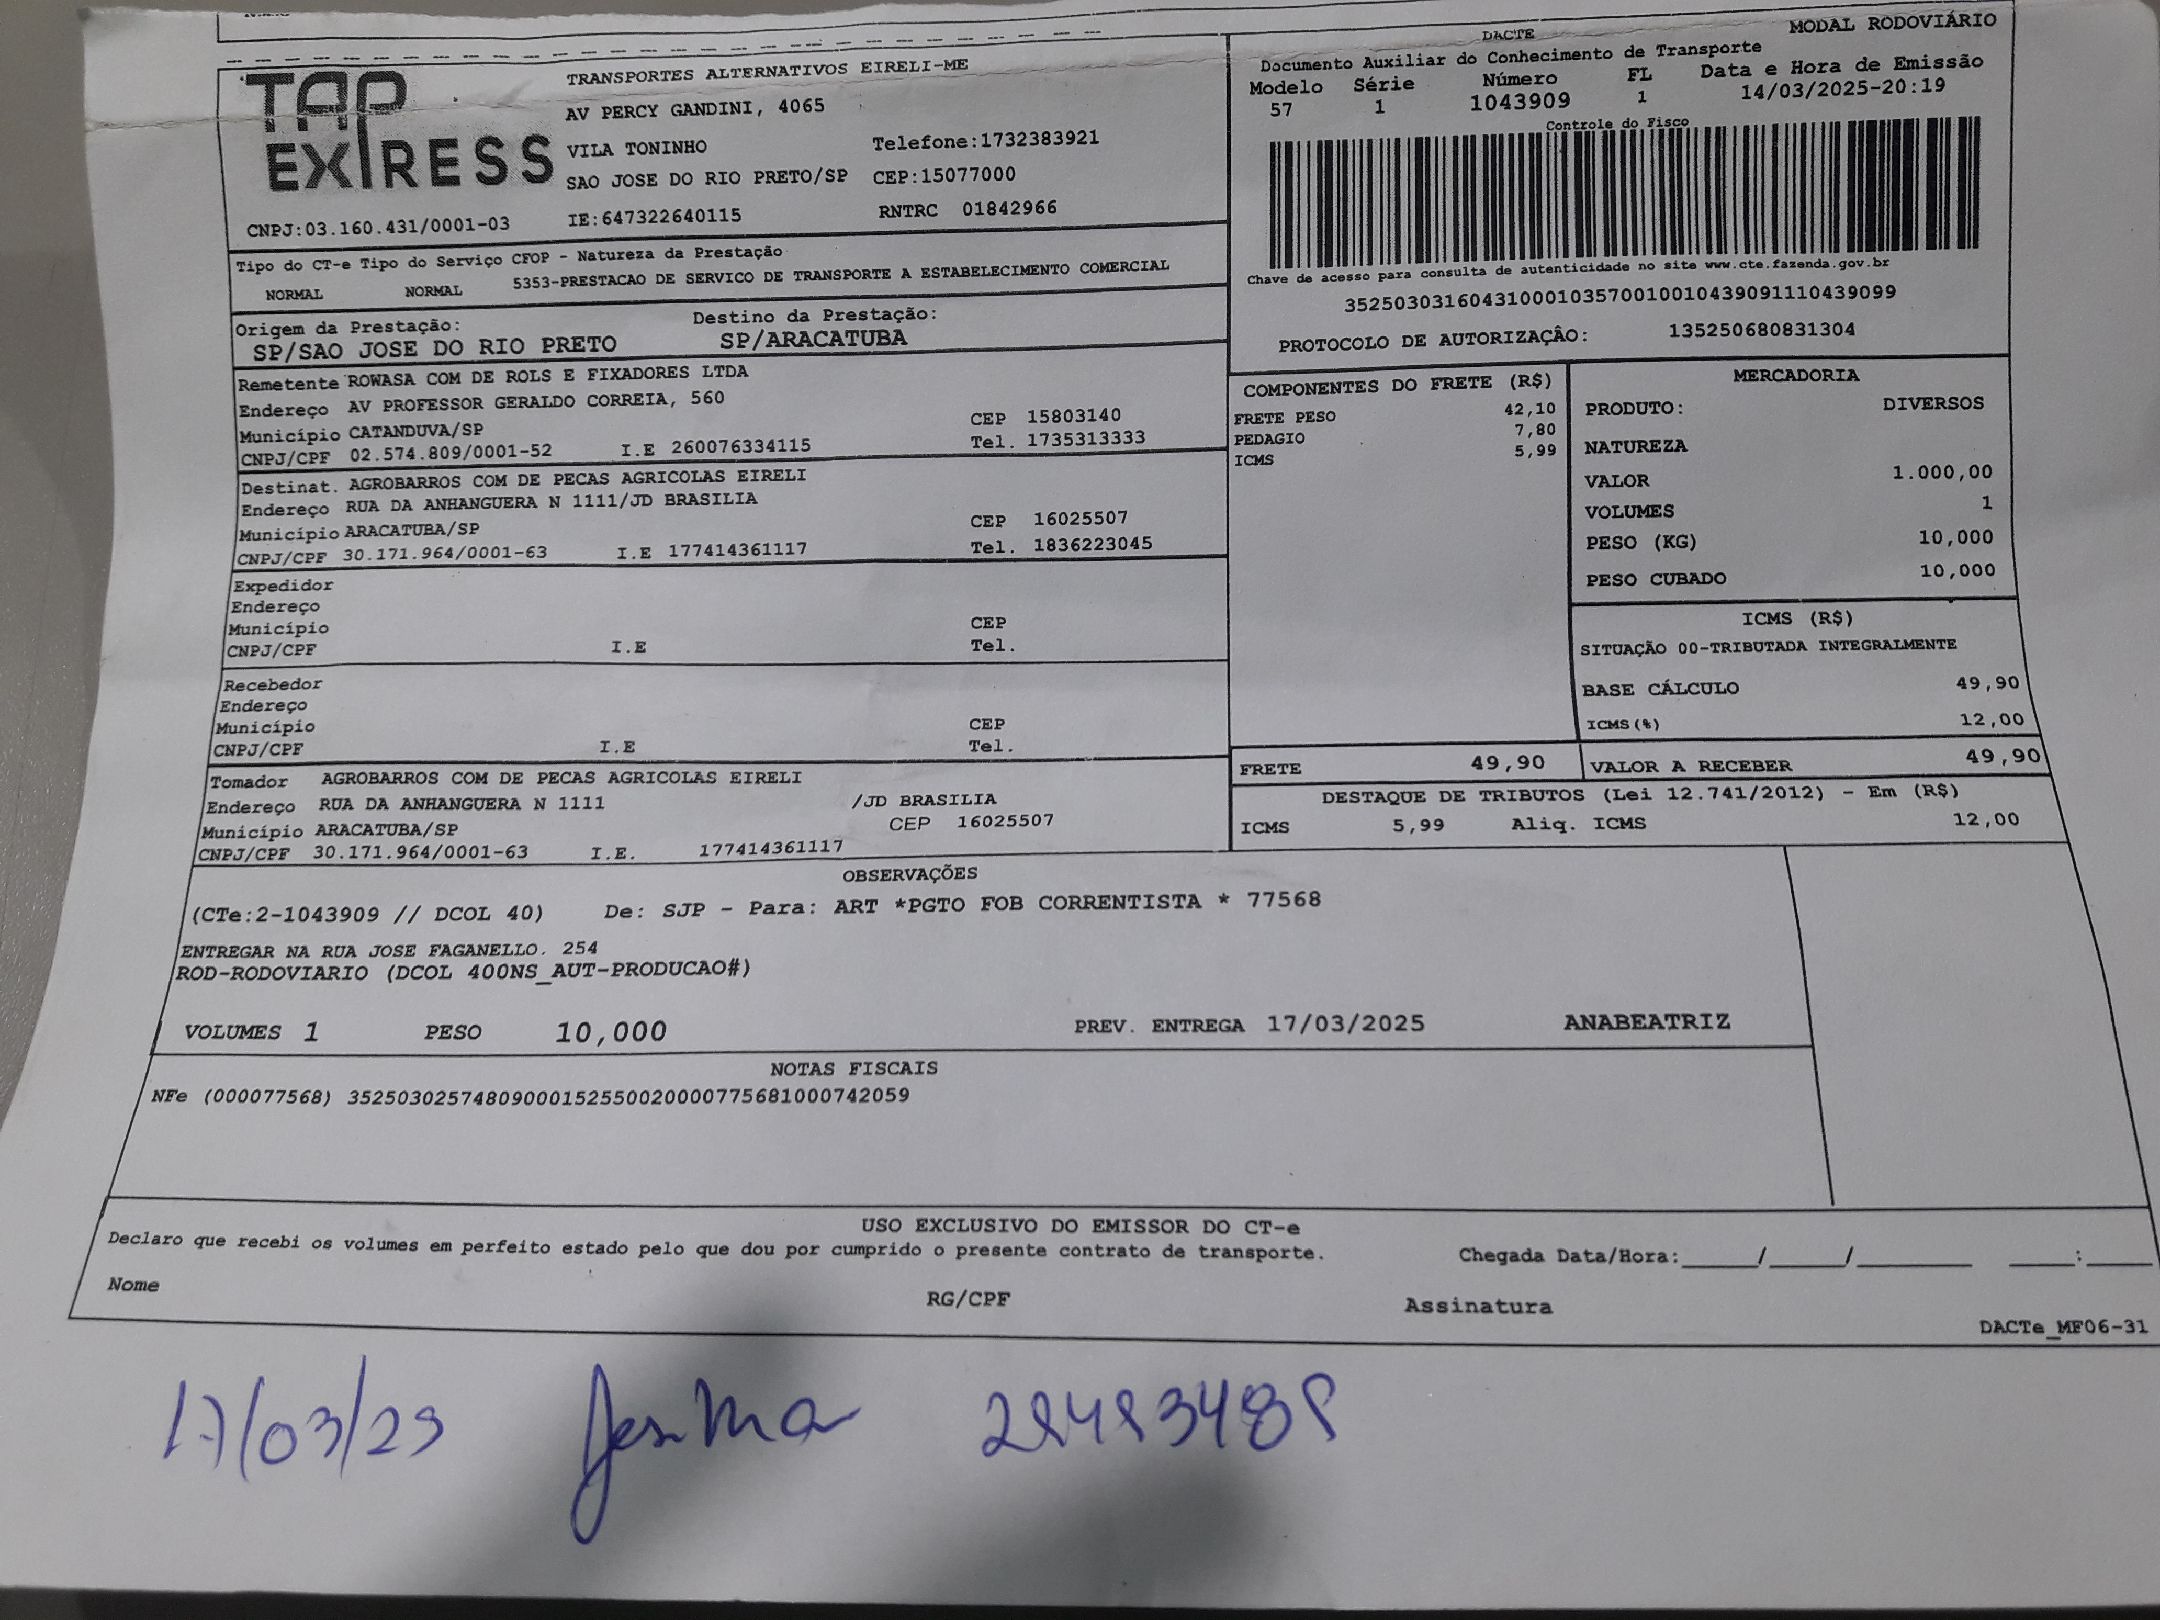 MODAL RODOVIÁRIO
TAP EXPRESS
TRANSPORTES ALTERNATIVOS EIRELI-ME
AV PERCY GANDINI, 4065
VILA TONINHO Telefone:1732383921
SAO JOSE DO RIO PRETO/SP CEP:15077000
CNPJ:03.160.431/0001-03 IE:647322640115 RNTRC 01842966
DACTE
Documento Auxiliar do Conhecimento de Transporte
Modelo Série Número FL Data e Hora de Emissão
57 1 1043909 1 14/03/2025-20:19
Controle do Fisco
Chave de acesso para consulta de autenticidade no site www.cte.fazenda.gov.br
35250303160431000103570010010439091110439099
PROTOCOLO DE AUTORIZAÇÂO: 135250680831304
Tipo do CT-e Tipo do Serviço CFOP - Natureza da Prestação
NORMAL NORMAL 5353-PRESTACAO DE SERVICO DE TRANSPORTE A ESTABELECIMENTO COMERCIAL
Origem da Prestação: Destino da Prestação:
SP/SAO JOSE DO RIO PRETO SP/ARACATUBA
Remetente ROWASA COM DE ROLS E FIXADORES LTDA
Endereço AV PROFESSOR GERALDO CORREIA, 560
Município CATANDUVA/SP CEP 15803140
CNPJ/CPF 02.574.809/0001-52 I.E 260076334115 Tel. 1735313333
Destinat. AGROBARROS COM DE PECAS AGRICOLAS EIRELI
Endereço RUA DA ANHANGUERA N 1111/JD BRASILIA
Município ARACATUBA/SP CEP 16025507
CNPJ/CPF 30.171.964/0001-63 I.E 177414361117 Tel. 1836223045
Expedidor
Endereço
Município CEP
CNPJ/CPF I.E Tel.
Recebedor
Endereço
Município CEP
CNPJ/CPF I.E Tel.
Tomador AGROBARROS COM DE PECAS AGRICOLAS EIRELI
Endereço RUA DA ANHANGUERA N 1111 /JD BRASILIA
Município ARACATUBA/SP CEP 16025507
CNPJ/CPF 30.171.964/0001-63 I.E. 177414361117
COMPONENTES DO FRETE (R$)
FRETE PESO 42,10
PEDAGIO 7,80
ICMS 5,99
MERCADORIA
PRODUTO: DIVERSOS
NATUREZA
VALOR 1.000,00
VOLUMES 1
PESO (KG) 10,000
PESO CUBADO 10,000
ICMS (R$)
SITUAÇÃO 00-TRIBUTADA INTEGRALMENTE
BASE CÁLCULO 49,90
ICMS(%) 12,00
FRETE 49,90 VALOR A RECEBER 49,90
DESTAQUE DE TRIBUTOS (Lei 12.741/2012) - Em (R$)
ICMS 5,99 Aliq. ICMS 12,00
OBSERVAÇÕES
(CTe:2-1043909 // DCOL 40) De: SJP - Para: ART *PGTO FOB CORRENTISTA * 77568
ENTREGAR NA RUA JOSE FAGANELLO. 254
ROD-RODOVIARIO (DCOL 400NS_AUT-PRODUCAO#)
VOLUMES 1 PESO 10,000 PREV. ENTREGA 17/03/2025 ANABEATRIZ
NOTAS FISCAIS
NFe (000077568) 35250302574809000152550020000775681000742059
USO EXCLUSIVO DO EMISSOR DO CT-e
Declaro que recebi os volumes em perfeito estado pelo que dou por cumprido o presente contrato de transporte. Chegada Data/Hora:_____/_____/_______ ____:____
Nome RG/CPF Assinatura
DACTe_MF06-31
17/03/25